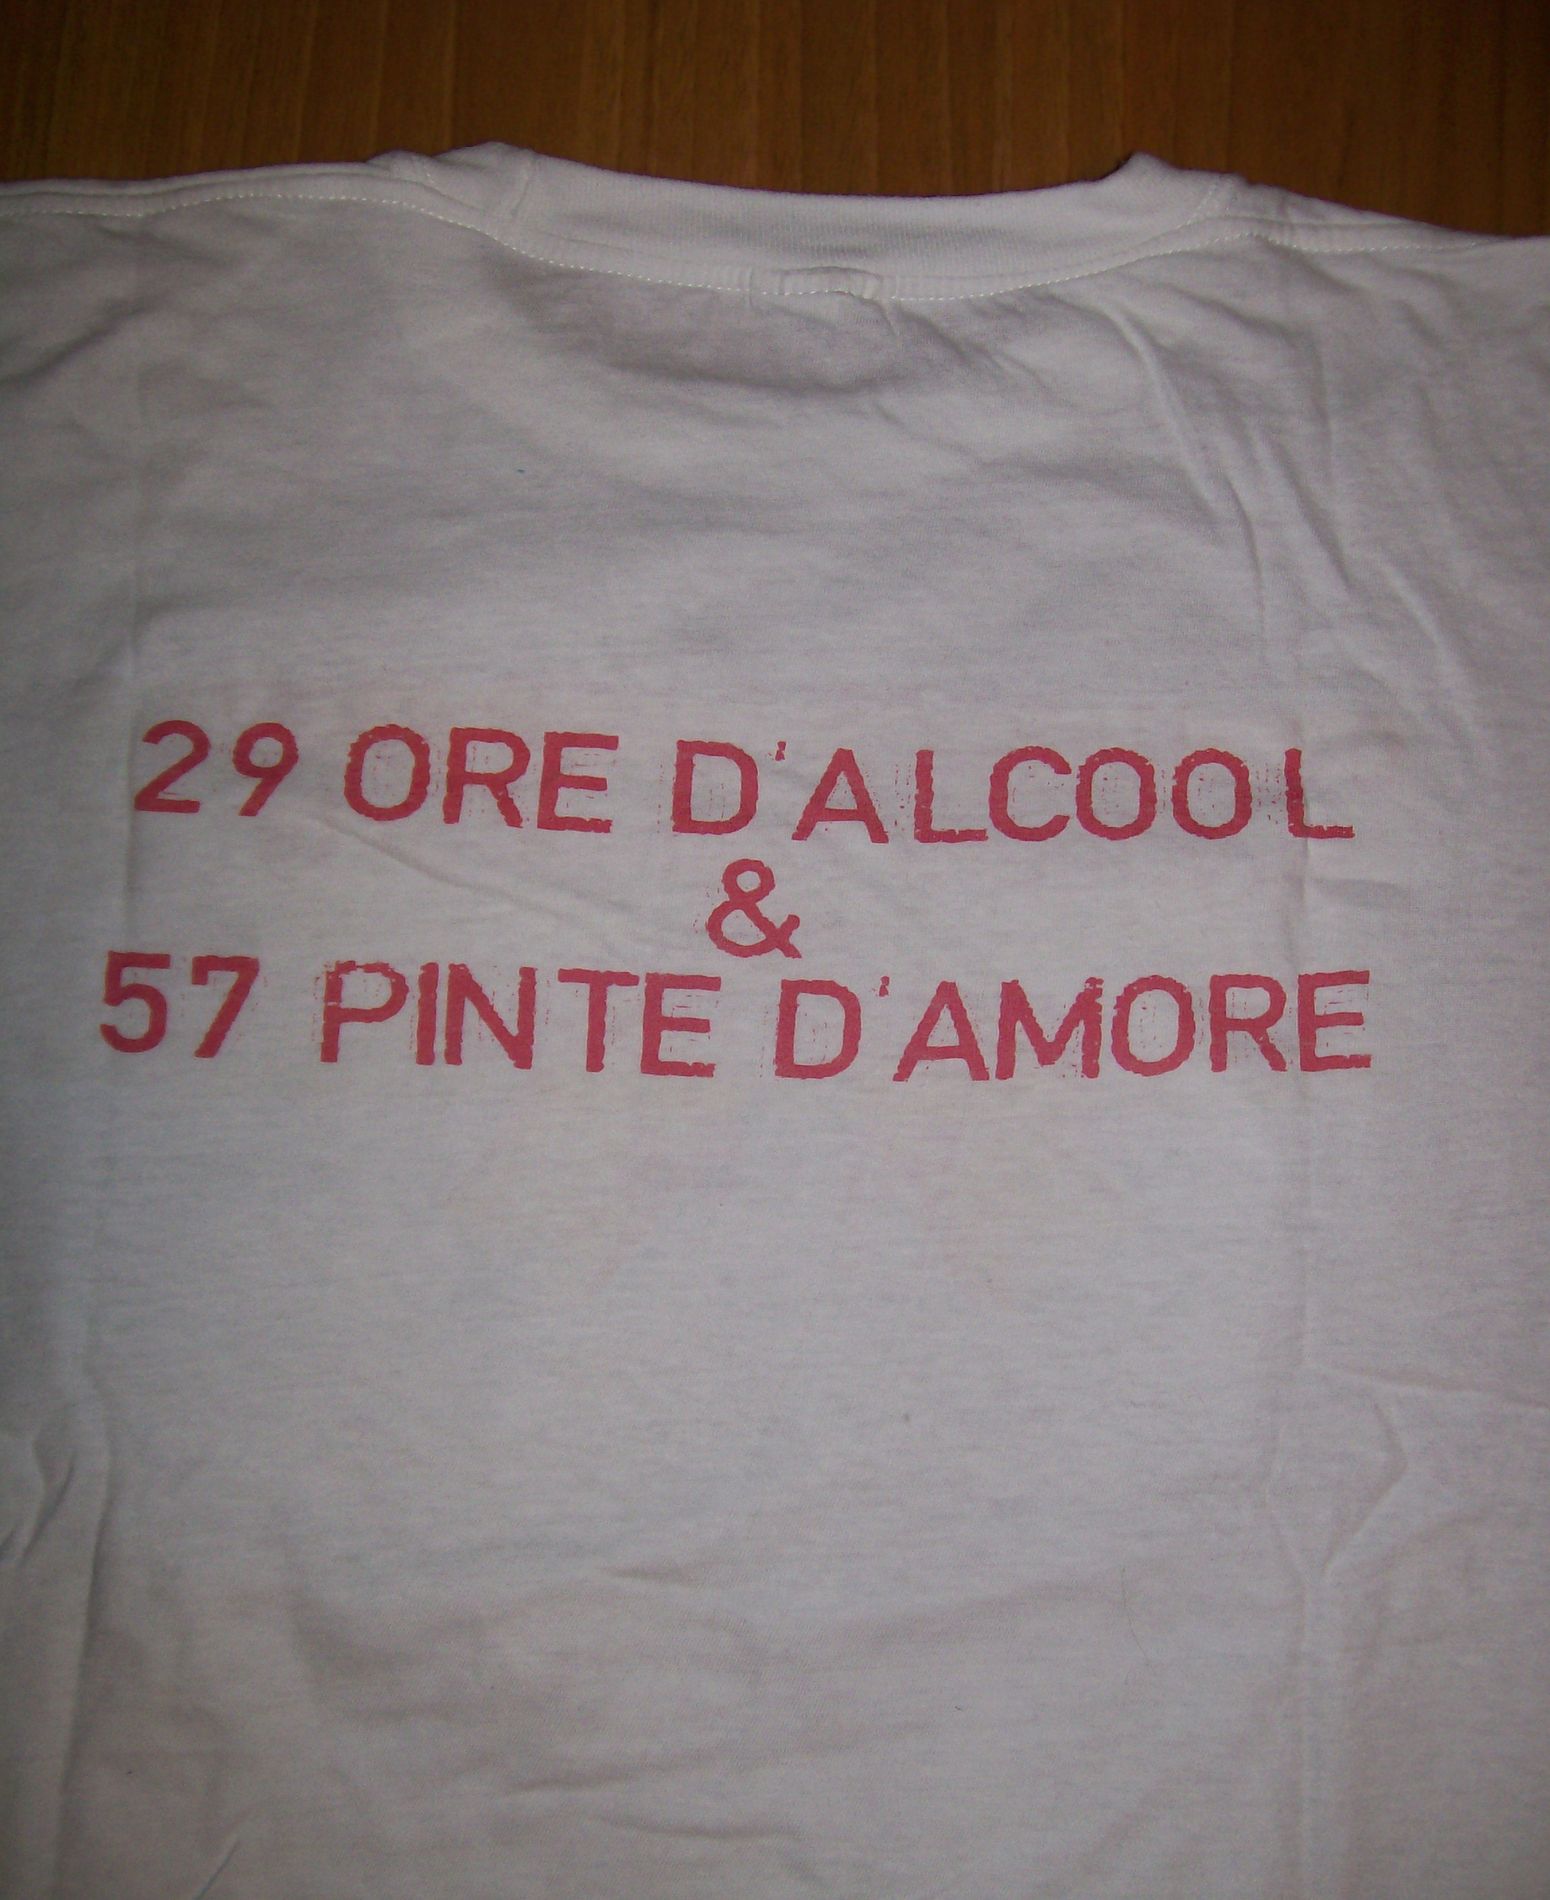 29 ORE D'ALCOOL
&
57 PINTE D'AMORE